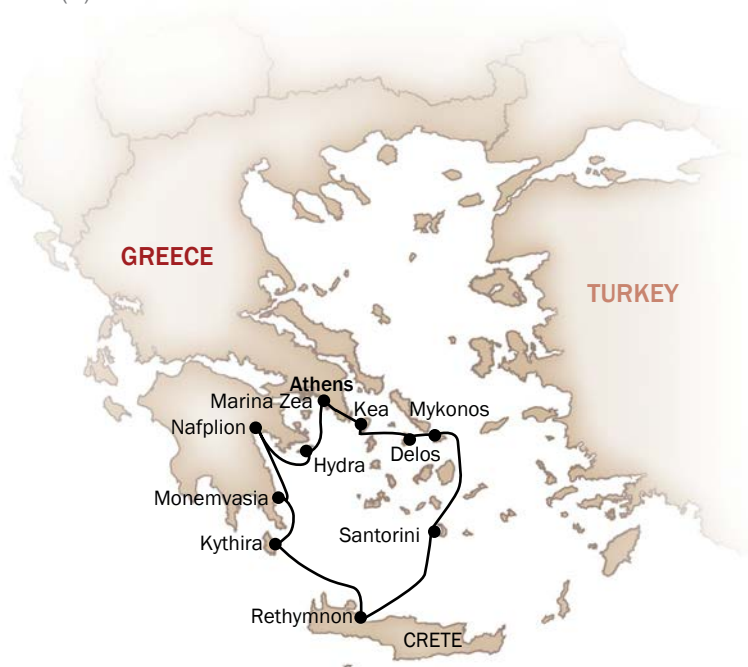 GREECE
TURKEY
Athens
Marina Zea
Kea
Mykonos
Nafplion
Delos
Hydra
Monemvasia
Santorini
Kythira
Rethymnon
CRETE